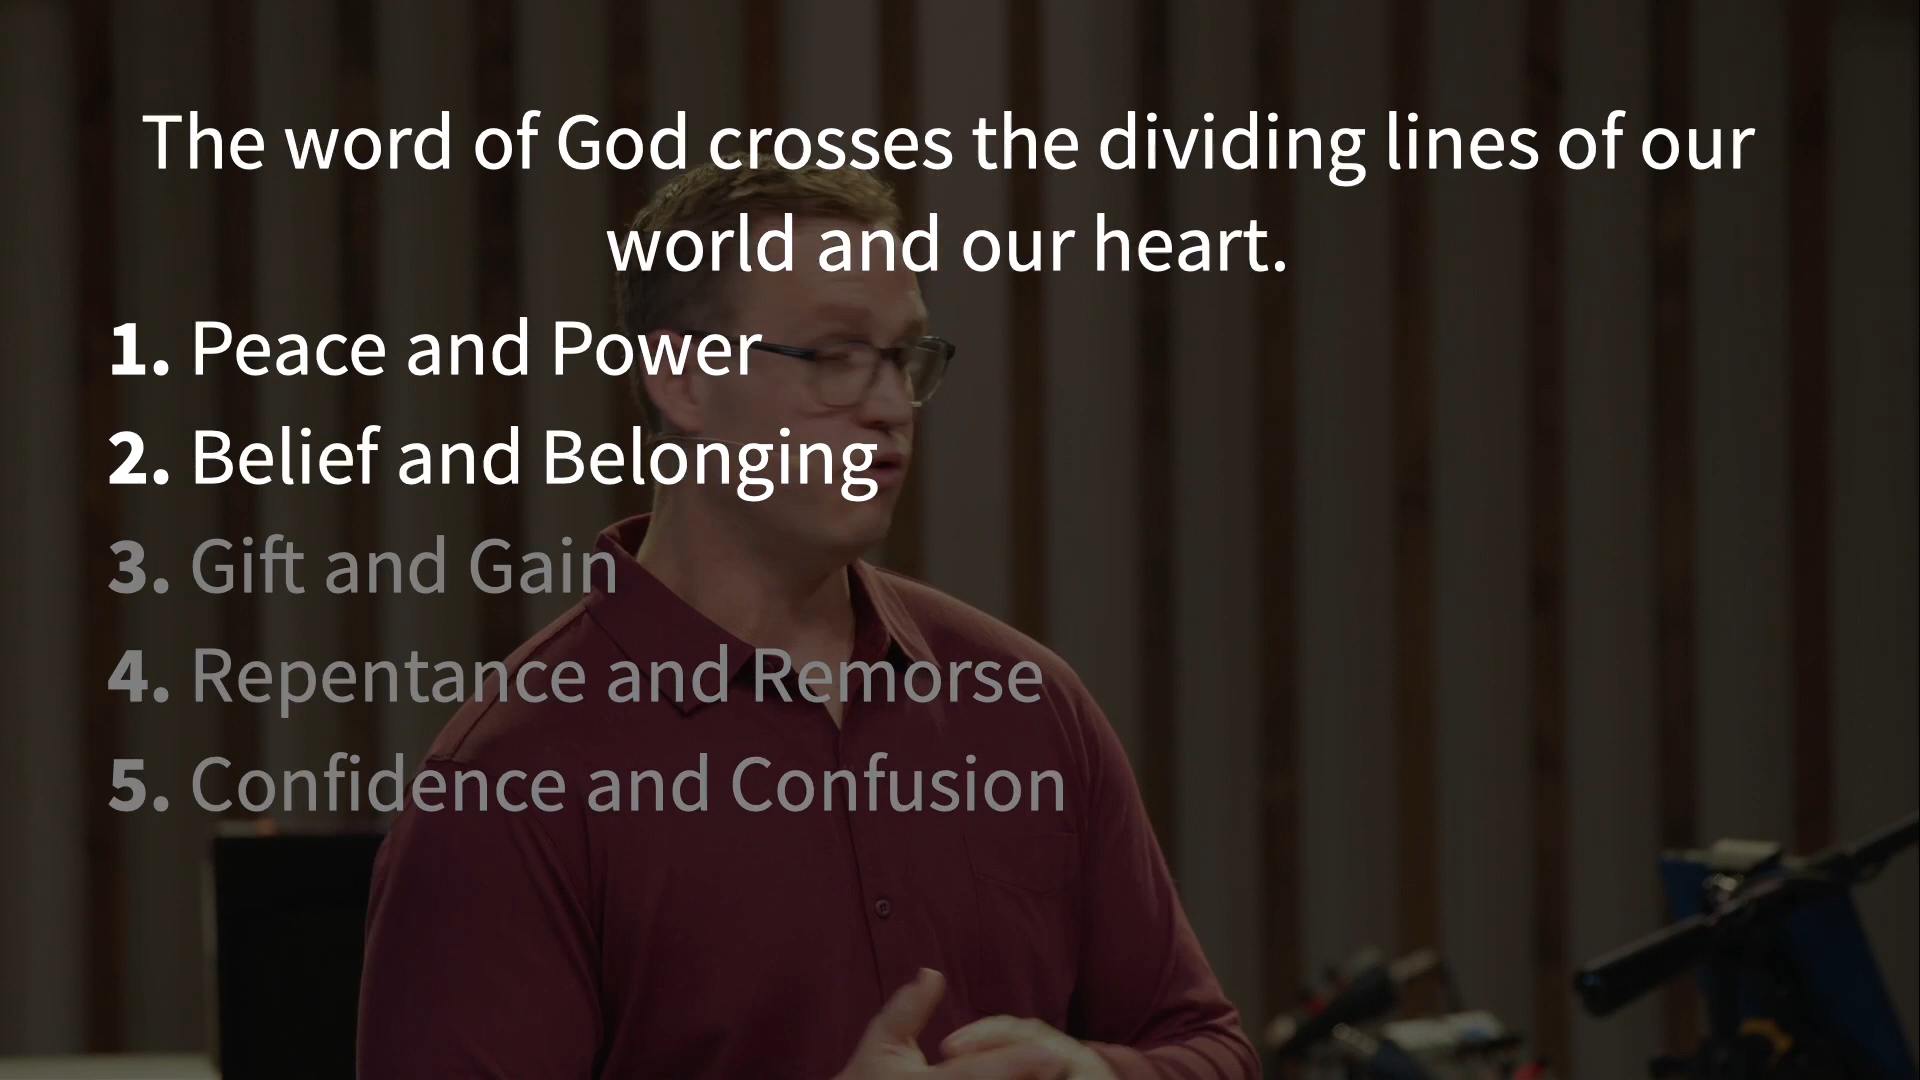 The word of God crosses the dividing lines of our
world and our heart.
1. Peace and Power
2. Belief and Belonging
3. Gift and Gain
4. Repentance and Remorse
5. Confidence and Confusion